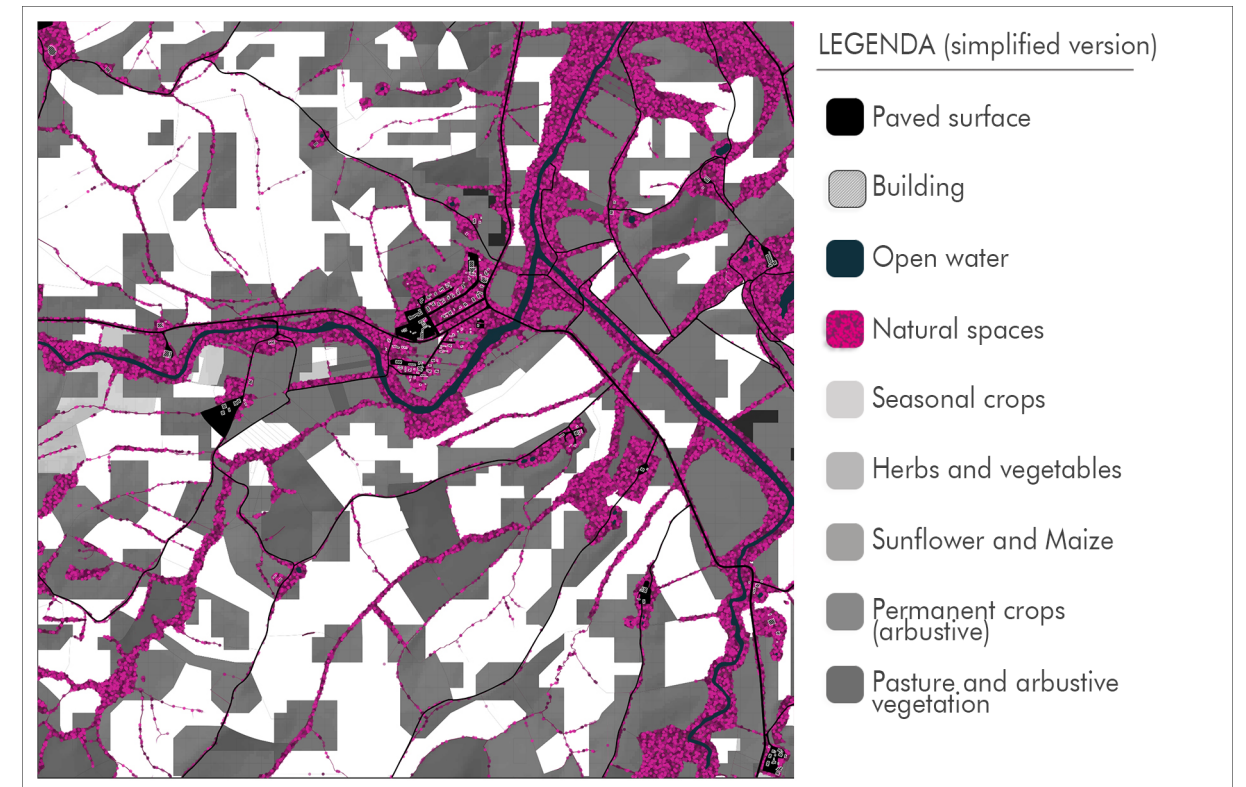 LEGENDA (simplified version)
Paved surface
Building
Open water
Natural spaces
Seasonal crops
Herbs and vegetables
Sunflower and Maize
Permanent crops
(arbustive)
Pasture and arbustive
vegetation